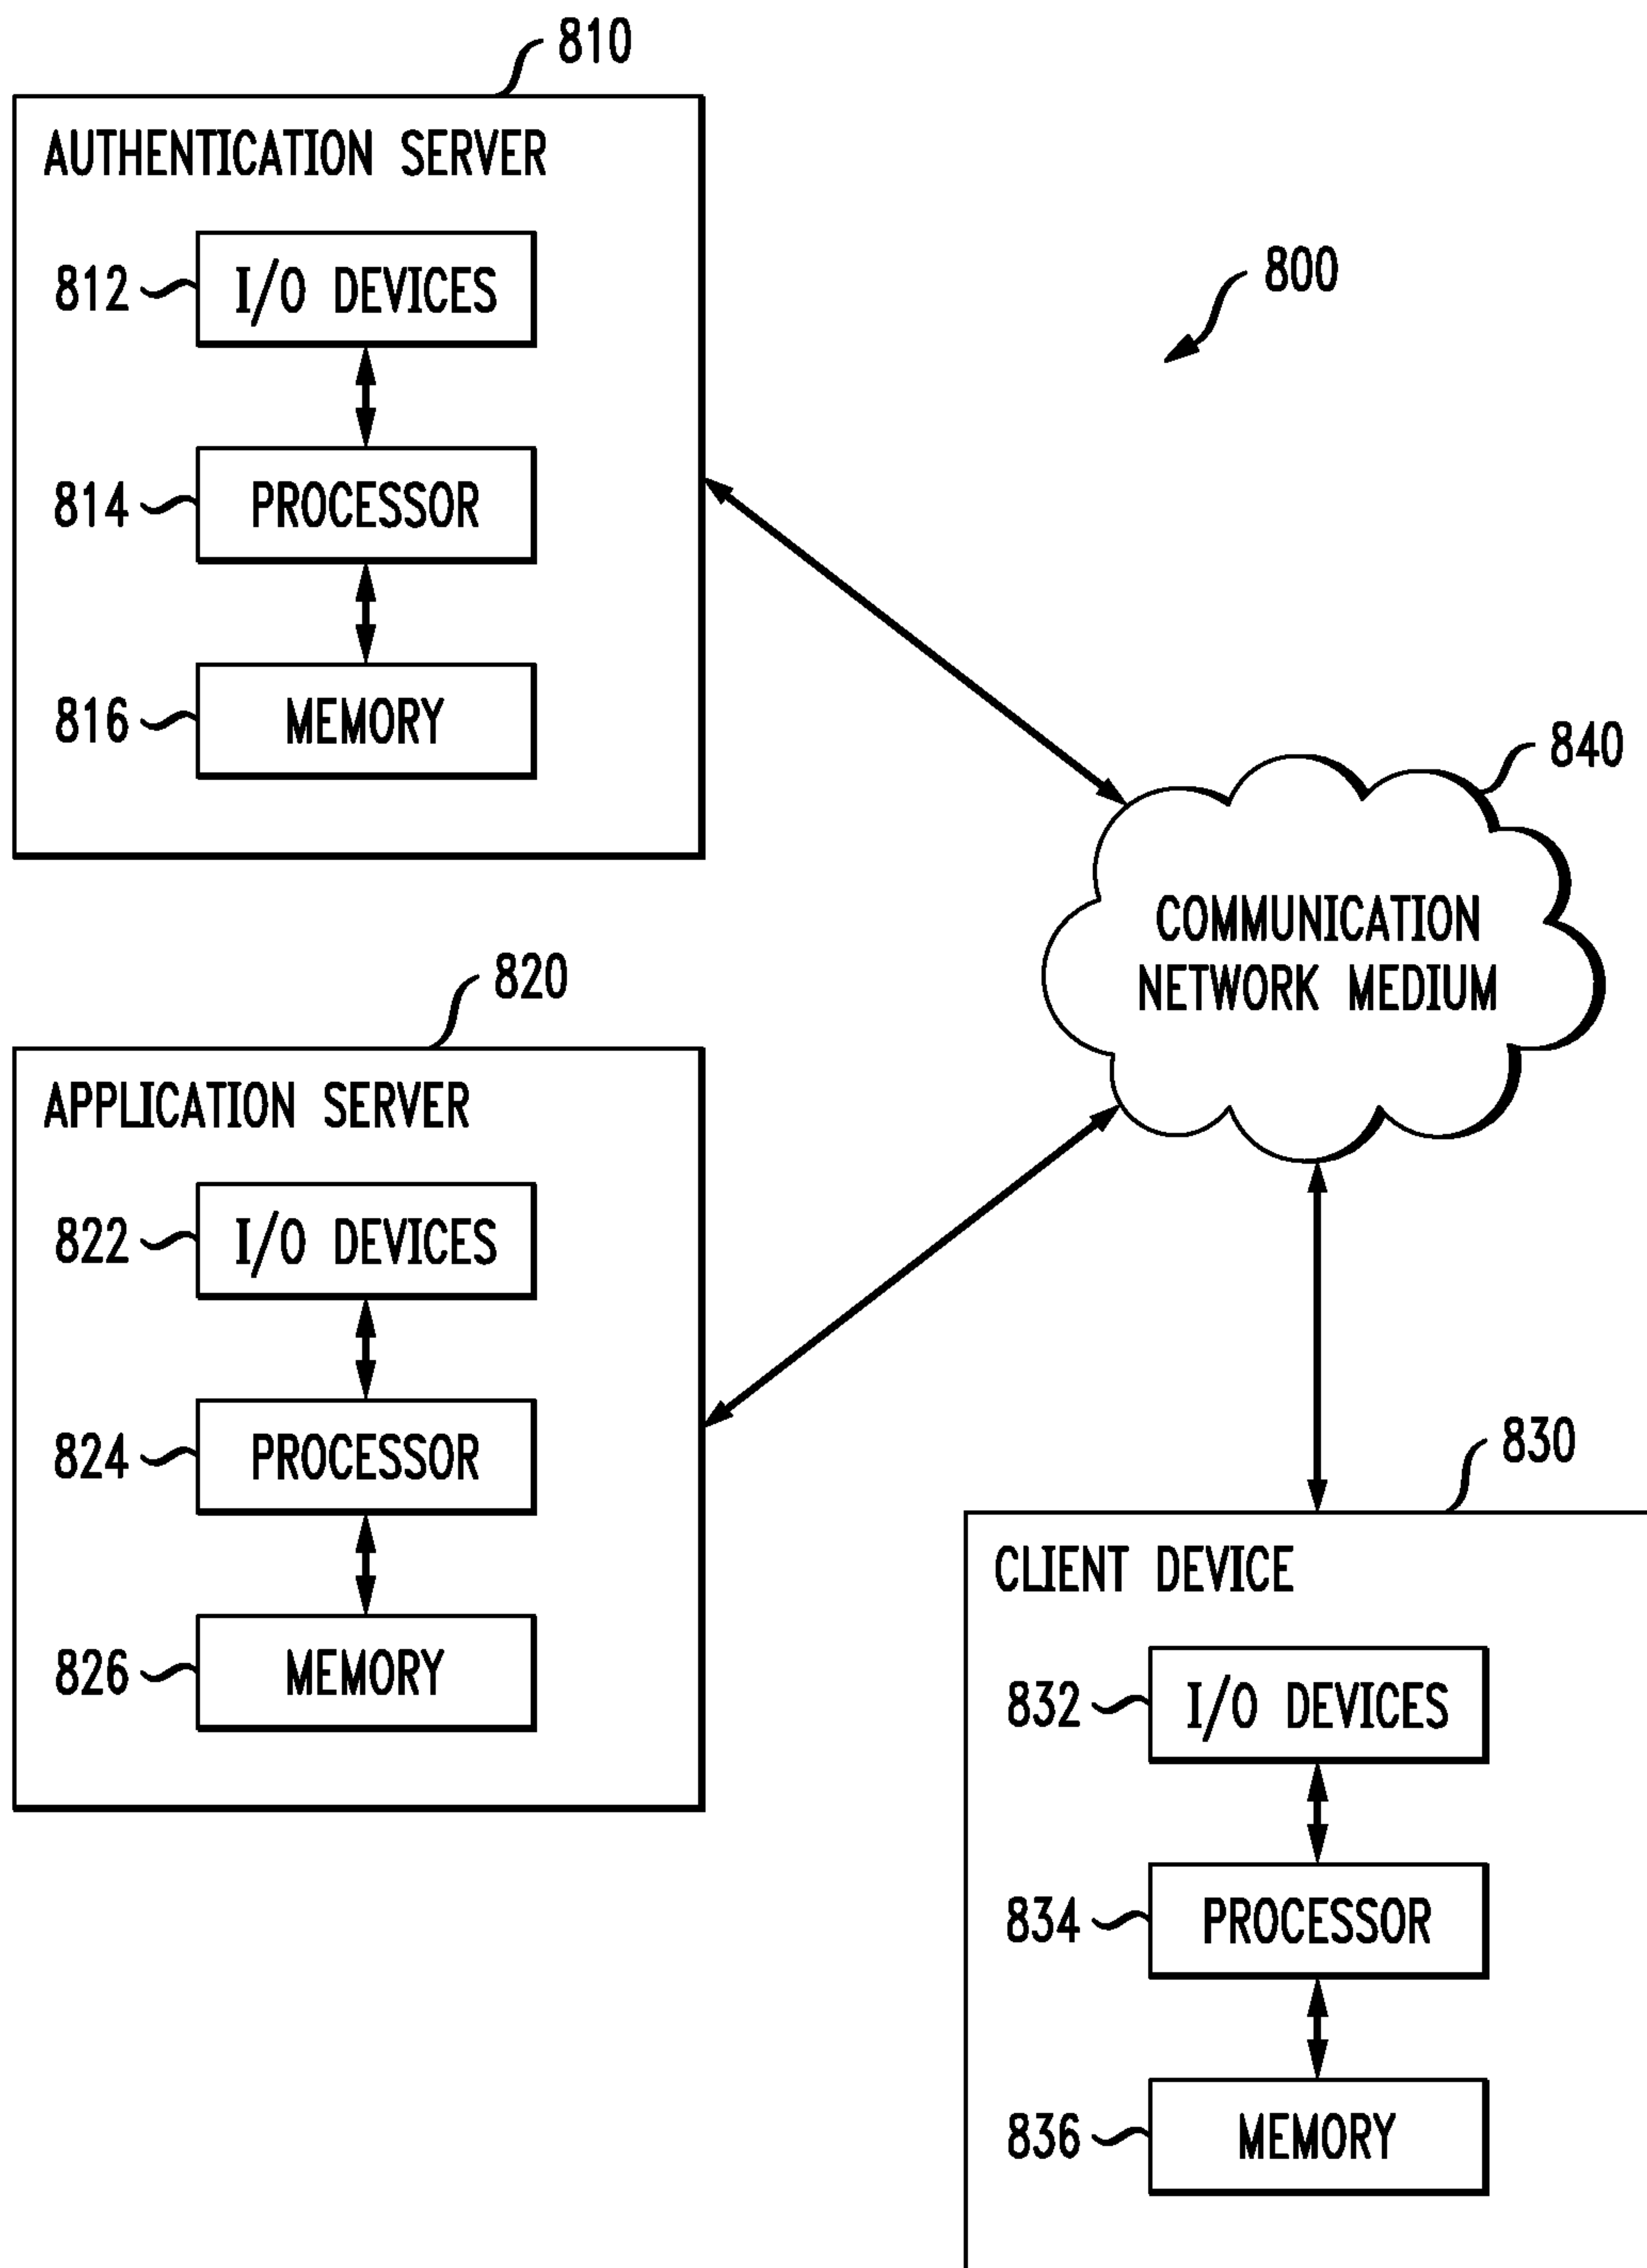 810
AUTHENTICATION SERVER
812
I/O DEVICES
800
814
PROCESSOR
816
MEMORY
840
COMMUNICATION
NETWORK MEDIUM
820
APPLICATION SERVER
822
I/O DEVICES
824
PROCESSOR
826
MEMORY
830
CLIENT DEVICE
832
I/O DEVICES
834
PROCESSOR
836
MEMORY